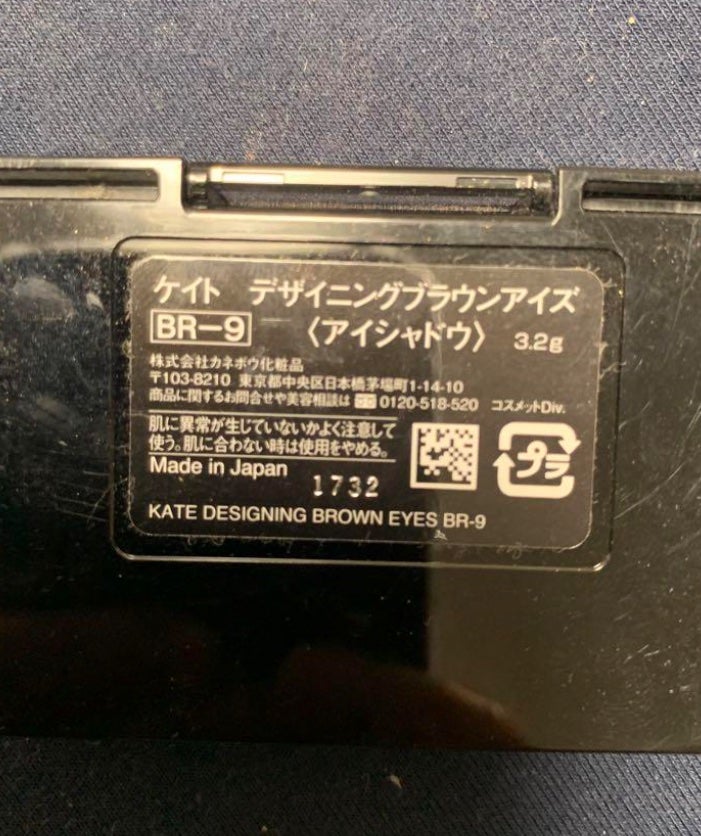 ケイト デザイニングブラウンアイズ
BR-9 〈アイシャドウ〉 3.2g
株式会社カネボウ化粧品
〒103-8210 東京都中央区日本橋茅場町1-14-10
商品に関するお問合せや美容相談は 0120-518-520 コスメットDiv.
肌に異常が生じていないかよく注意して
使う。肌に合わない時は使用をやめる。
プラ
Made in Japan
1732
KATE DESIGNING BROWN EYES BR-9